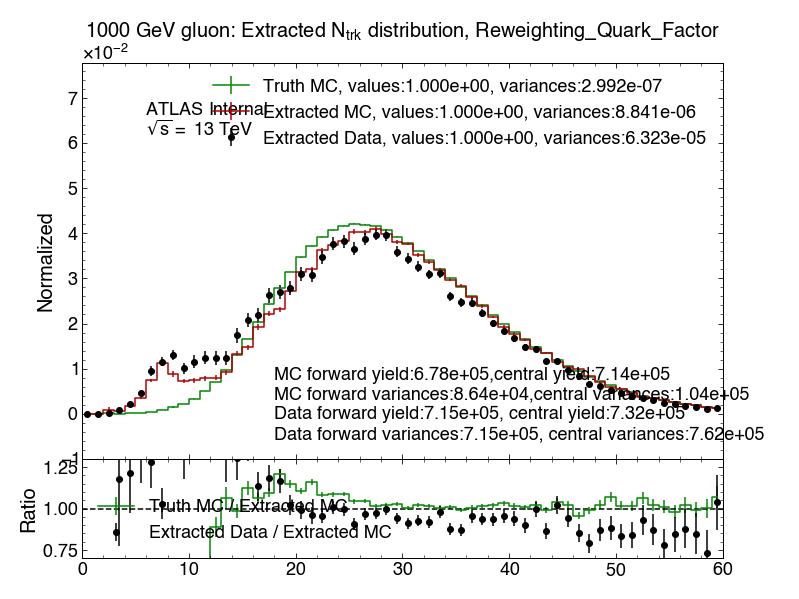 1000 GeV gluon: Extracted N_trk distribution, Reweighting_Quark_Factor
×10⁻²
Truth MC, values:1.000e+00, variances:2.992e-07
ATLAS Internal
Extracted MC, values:1.000e+00, variances:8.841e-06
√s = 13 TeV
Extracted Data, values:1.000e+00, variances:6.323e-05
7
6
5
4
3
2
1
0
-1
Normalized
MC forward yield:6.78e+05,central yield:7.14e+05
MC forward variances:8.64e+04,central variances:1.04e+05
Data forward yield:7.15e+05, central yield:7.32e+05
Data forward variances:7.15e+05, central variances:7.62e+05
1.25
1.00
0.75
Ratio
Truth MC / Extracted MC
Extracted Data / Extracted MC
0 10 20 30 40 50 60